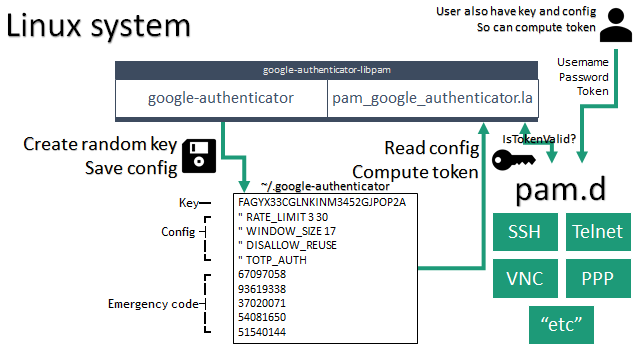 Linux system
User also have key and config
So can compute token
Username
Password
Token
google-authenticator-libpam
google-authenticator
pam_google_authenticator.la
Create random key
Save config
Read config
Compute token
IsTokenValid?
pam.d
~/.google-authenticator
Key
FAGYX33CGLNKINM3452GJPOP2A
Config
" RATE_LIMIT 3 30
" WINDOW_SIZE 17
" DISALLOW_REUSE
" TOTP_AUTH
Emergency code
67097058
93619338
37020071
54081650
51540144
SSH
Telnet
VNC
PPP
“etc”